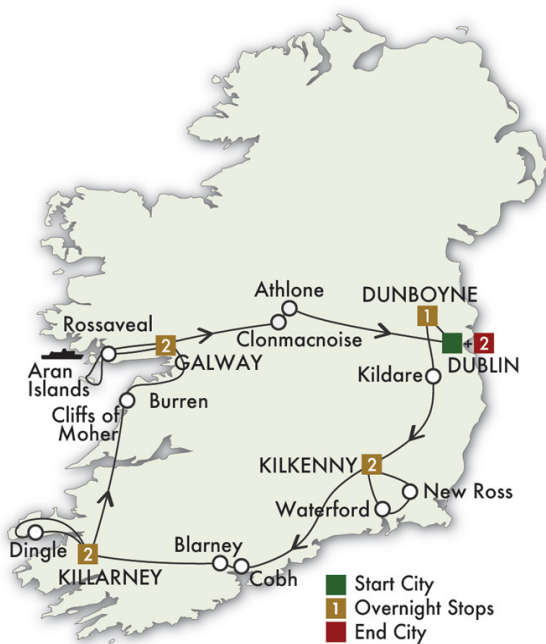 Athlone
DUNBOYNE
1
Rossaveal
Clonmacnoise
2
GALWAY
+
2
DUBLIN
Aran
Islands
Kildare
Cliffs of
Moher
Burren
KILKENNY
2
New Ross
Waterford
Dingle
2
KILLARNEY
Blarney
Cobh
Start City
1
Overnight Stops
End City